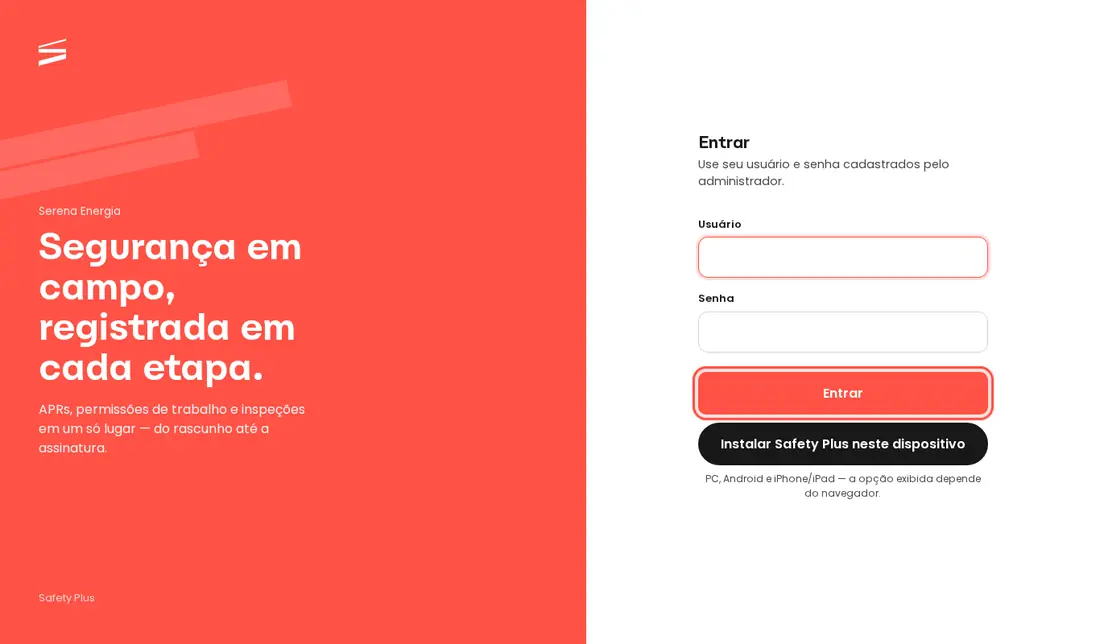 Serena Energia
Segurança em
campo,
registrada em
cada etapa.
APRs, permissões de trabalho e inspeções
em um só lugar — do rascunho até a
assinatura.
Safety Plus
Entrar
Use seu usuário e senha cadastrados pelo
administrador.
Usuário
Senha
Entrar
Instalar Safety Plus neste dispositivo
PC, Android e iPhone/iPad — a opção exibida depende
do navegador.